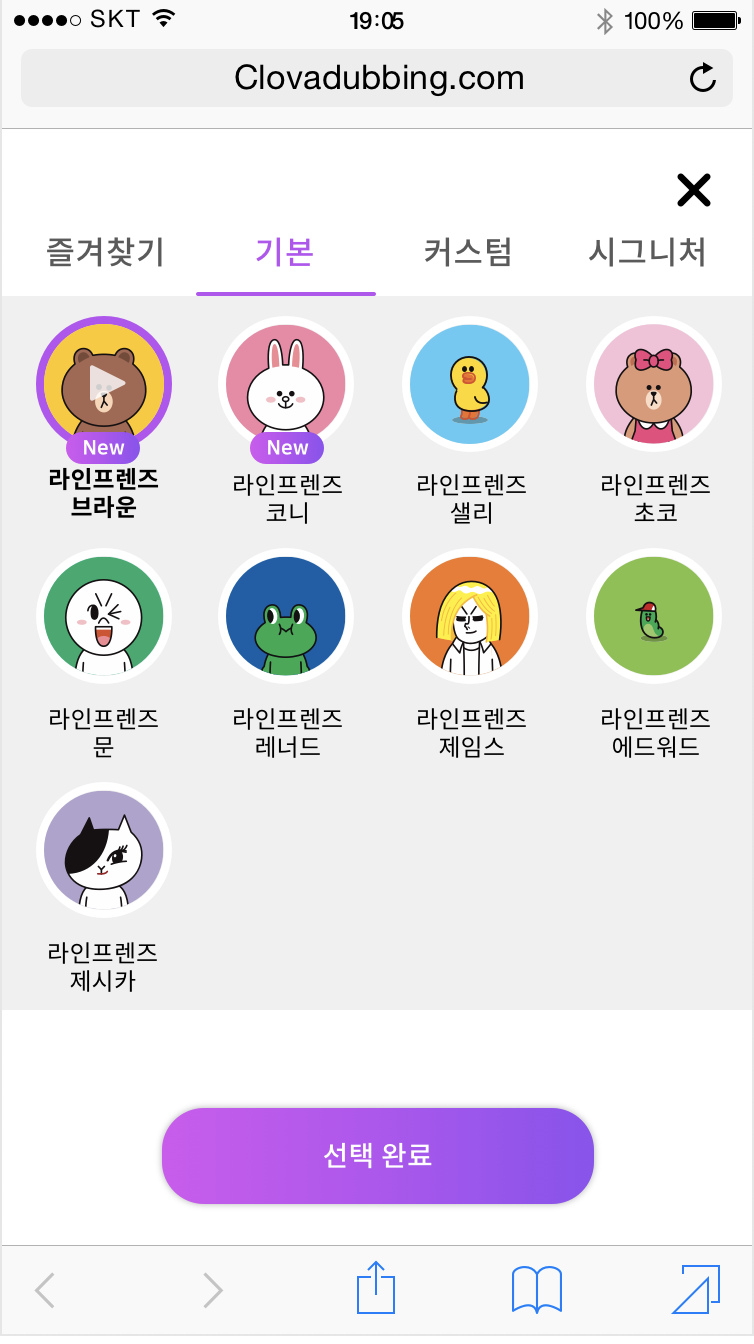 SKT 19:05 100%
Clovadubbing.com
즐겨찾기 기본 커스텀 시그니처
New New
라인프렌즈 라인프렌즈 라인프렌즈 라인프렌즈
브라운 코니 샐리 초코
라인프렌즈 라인프렌즈 라인프렌즈 라인프렌즈
문 레너드 제임스 에드워드
라인프렌즈
제시카
선택 완료